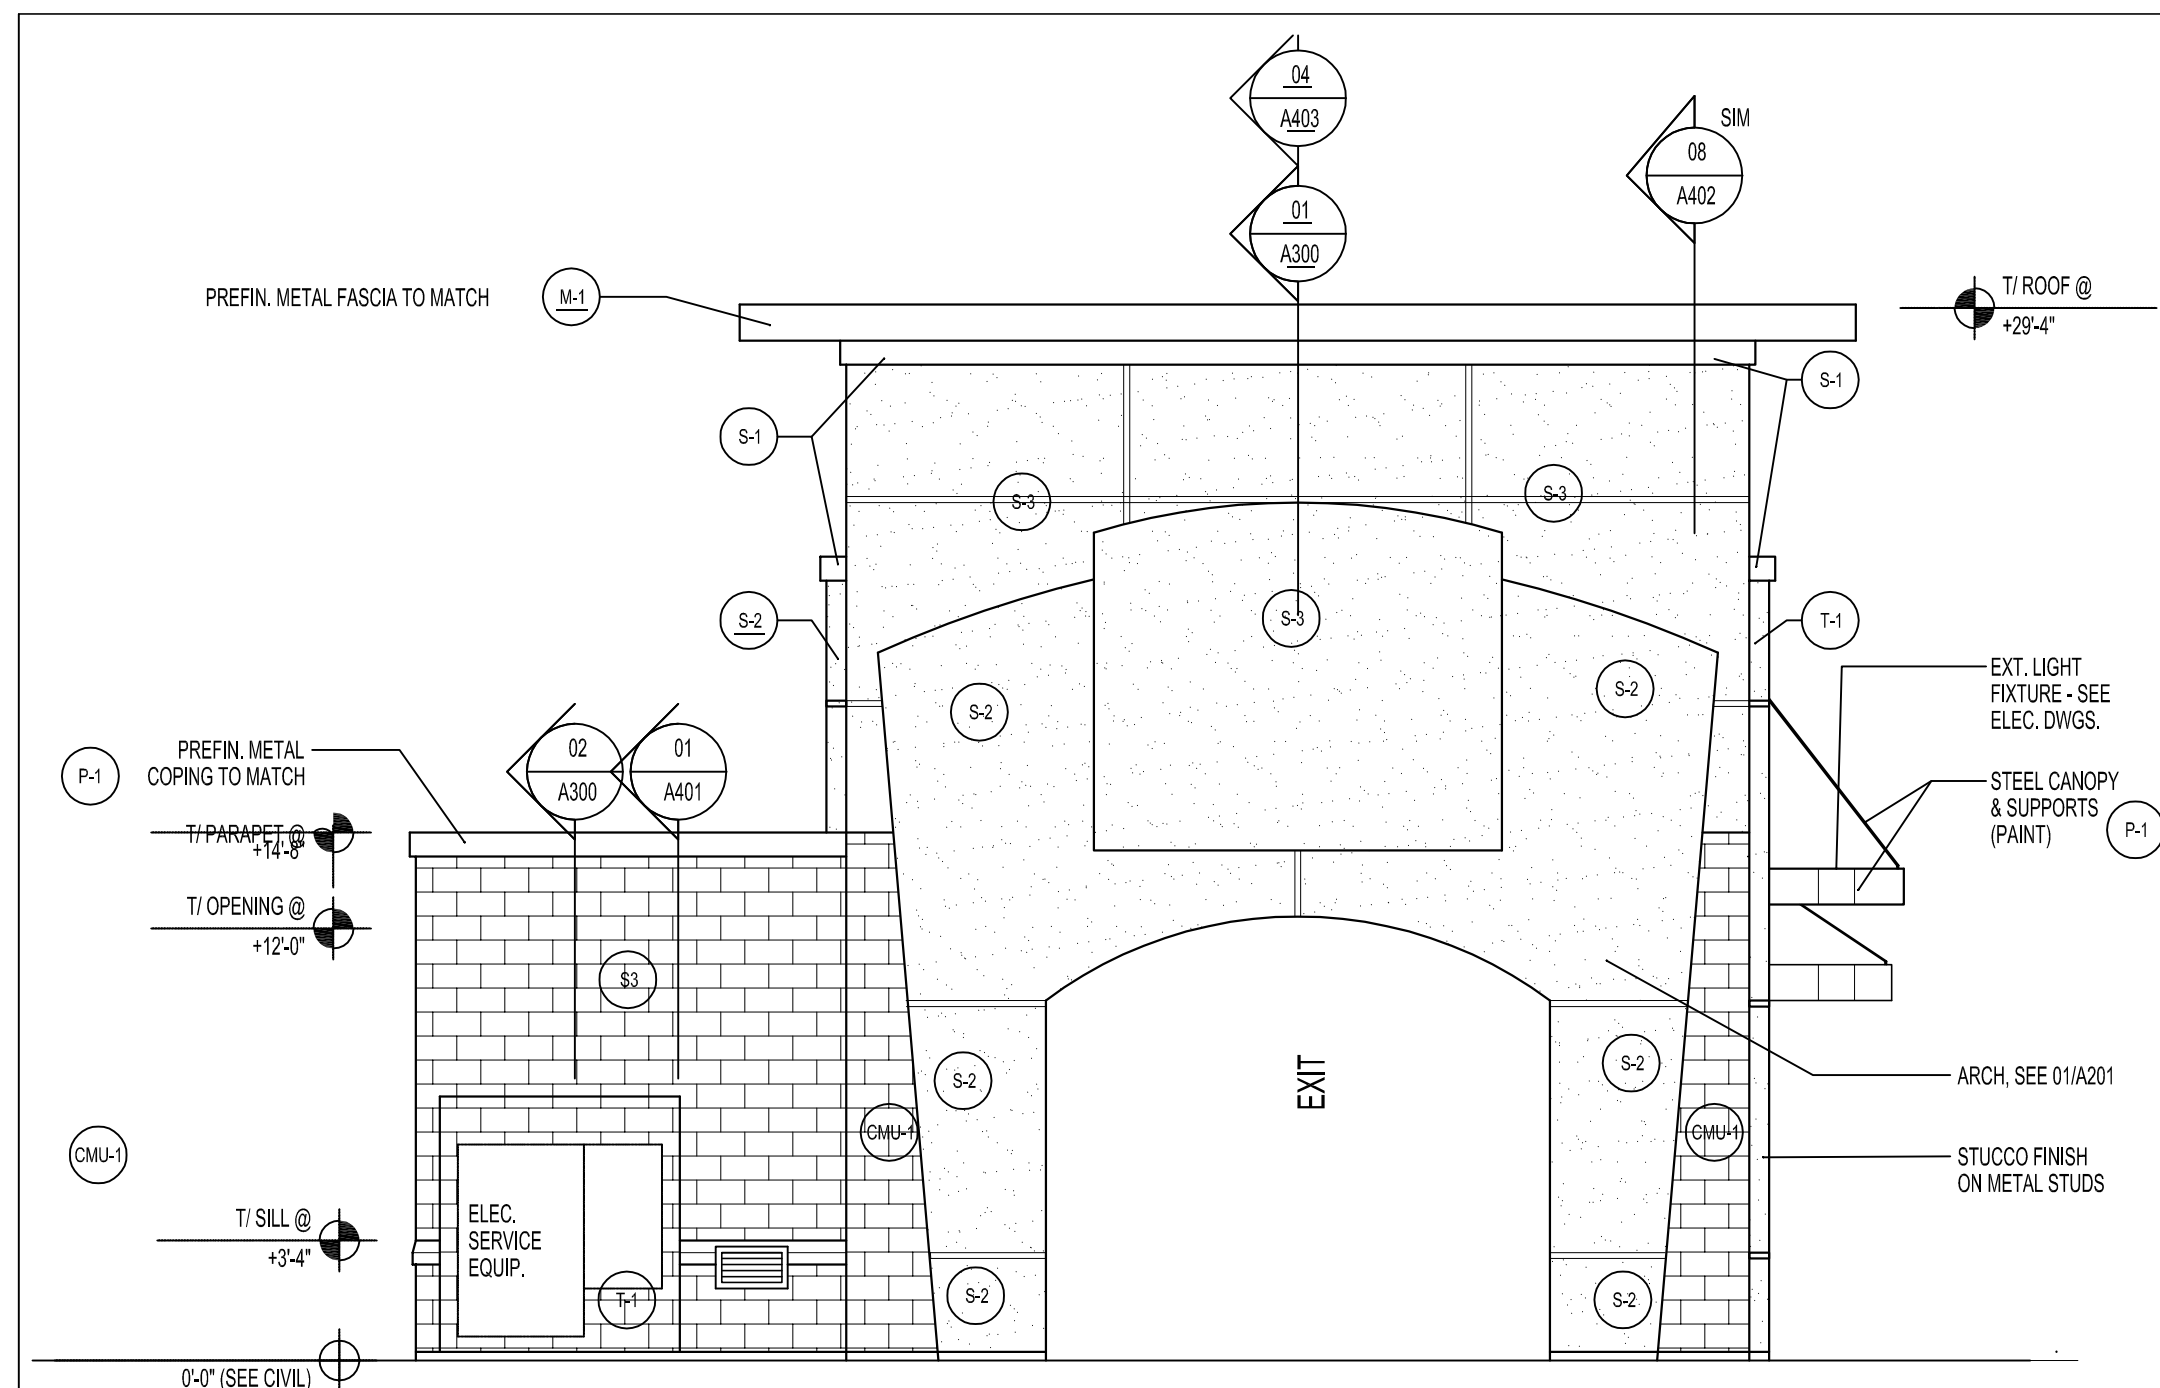 04
A403
SIM
08
A402
01
A300
PREFIN. METAL FASCIA TO MATCH
M-1
T/ ROOF @
+29'-4"
S-1
S-1
S-3
S-3
S-2
S-3
T-1
S-2
S-2
EXT. LIGHT
FIXTURE - SEE
ELEC. DWGS.
PREFIN. METAL
COPING TO MATCH
P-1
02
A300
01
A401
STEEL CANOPY
& SUPPORTS
(PAINT)
P-1
T/ PARAPET @
+14'-8"
T/ OPENING @
+12'-0"
S3
S-2
S-2
EXIT
ARCH, SEE 01/A201
CMU-1
CMU-1
CMU-1
STUCCO FINISH
ON METAL STUDS
T/ SILL @
+3'-4"
ELEC.
SERVICE
EQUIP.
T-1
S-2
S-2
0'-0" (SEE CIVIL)